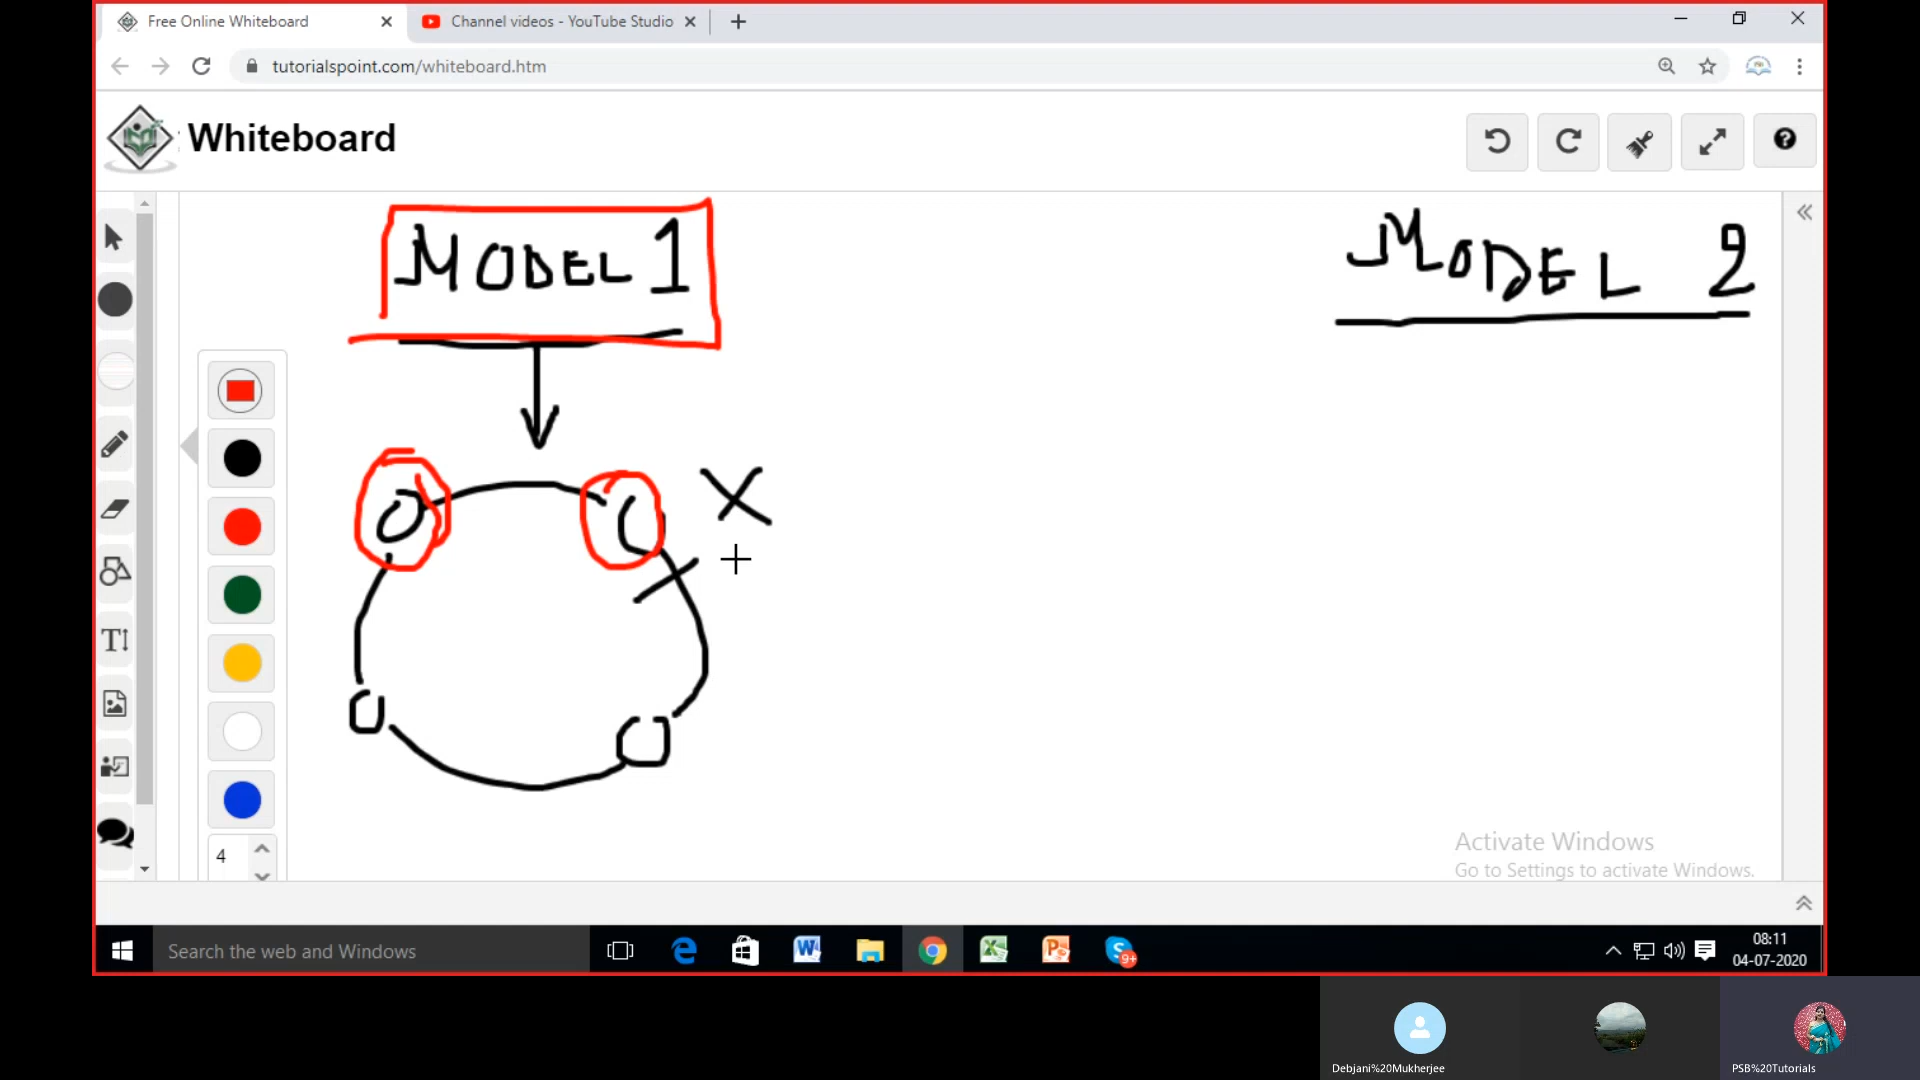 Free Online Whiteboard
Channel videos - YouTube Studio
tutorialspoint.com/whiteboard.htm
Whiteboard
MODEL 1
MODEL 2
X
T
4
Activate Windows
Go to Settings to activate Windows.
Search the web and Windows
9+
08:11
04-07-2020
Debjani%20Mukherjee
PSB%20Tutorials